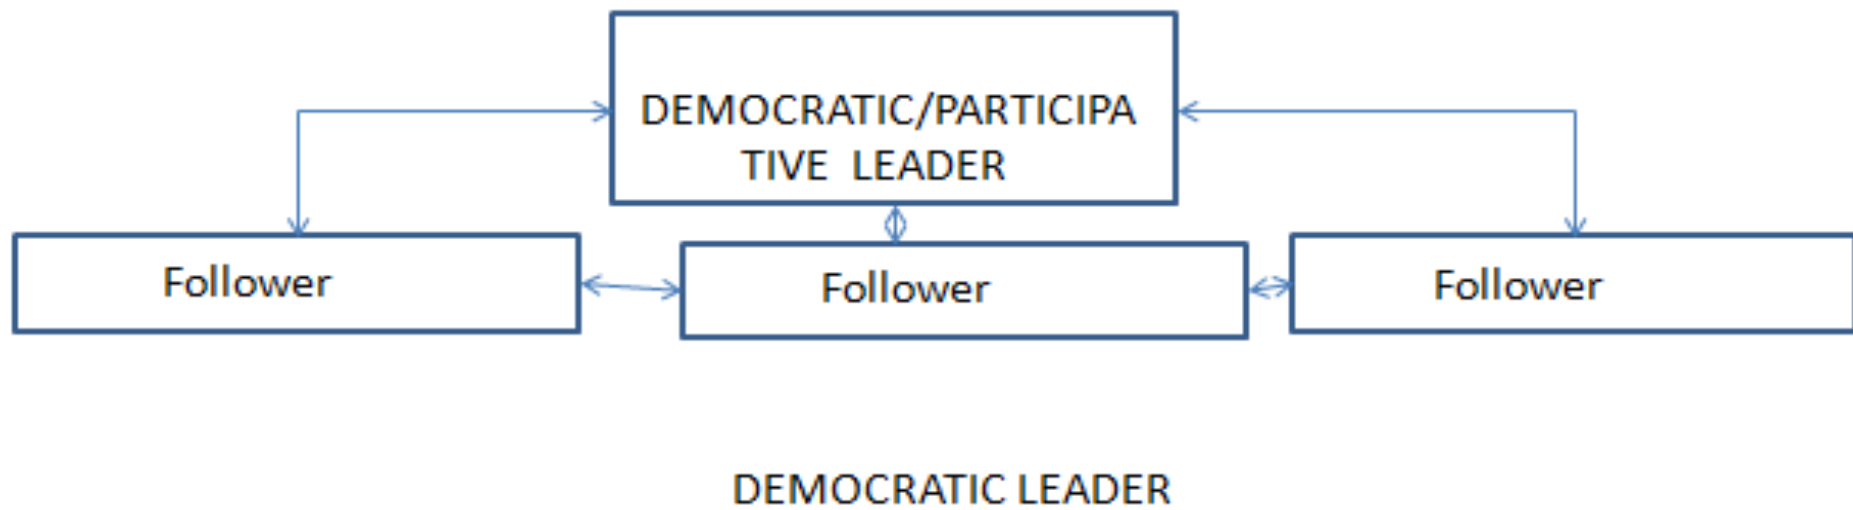 DEMOCRATIC/PARTICIPA
TIVE LEADER
Follower
Follower
Follower
DEMOCRATIC LEADER